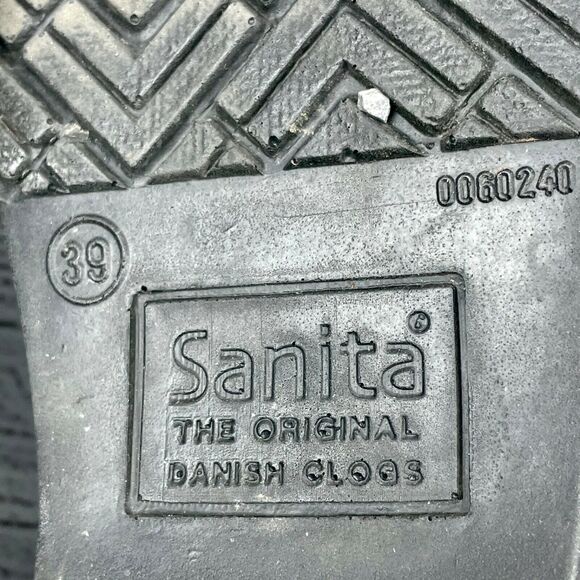 0060240
39
Sanita®
THE ORIGINAL
DANISH CLOGS